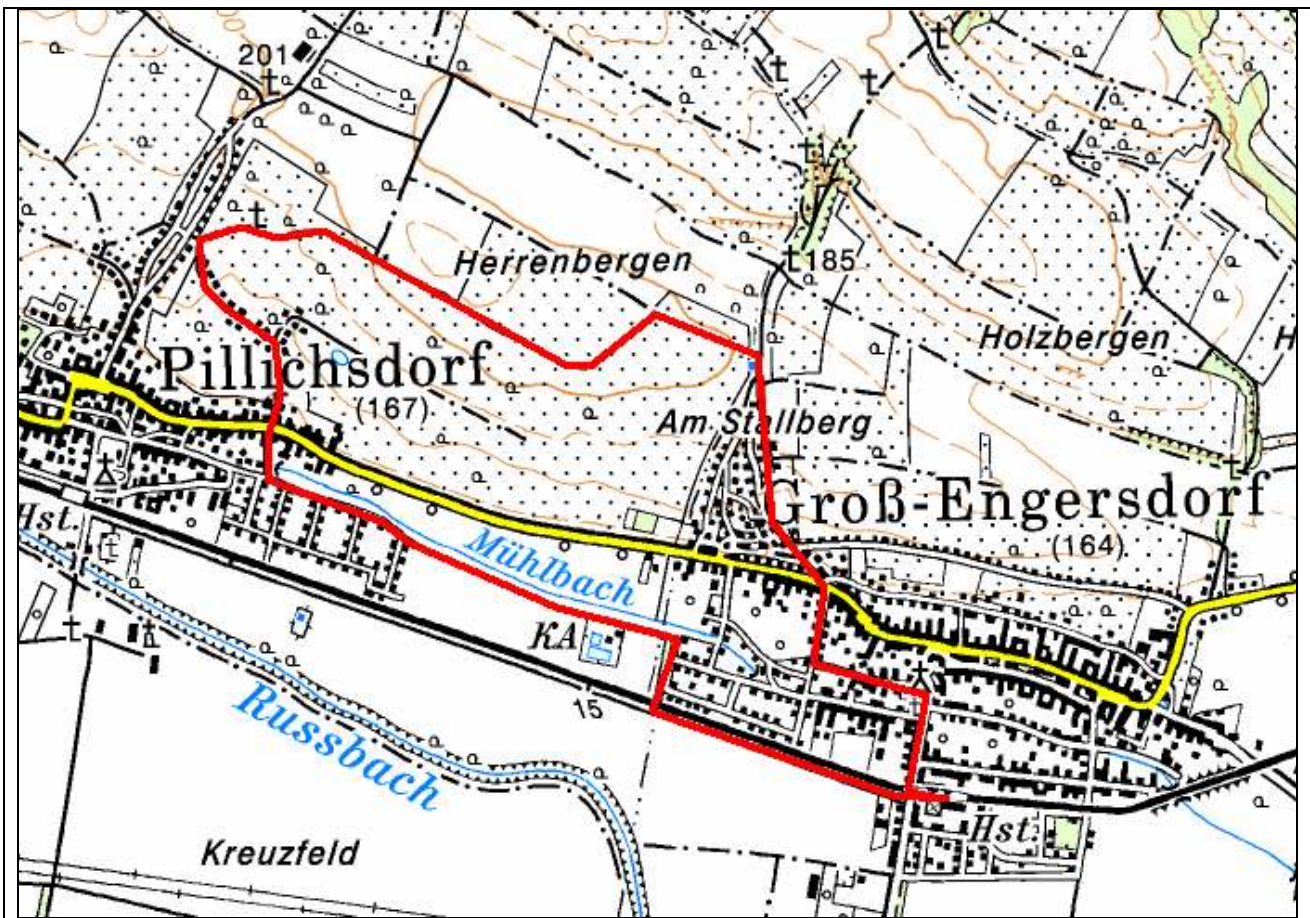 201
Herrenbergen
185
Holzbergen
H
Pillichsdorf
(167)
Am Stallberg
Groß-Engersdorf
(164)
Hst.
Mühlbach
KA
15
Russbach
Hst.
Kreuzfeld